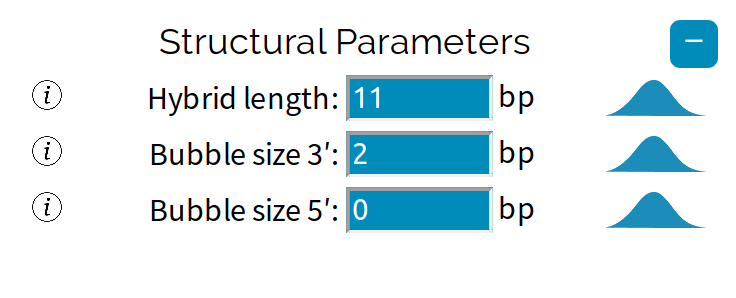 Structural Parameters −
i Hybrid length: 11 bp
i Bubble size 3′: 2 bp
i Bubble size 5′: 0 bp